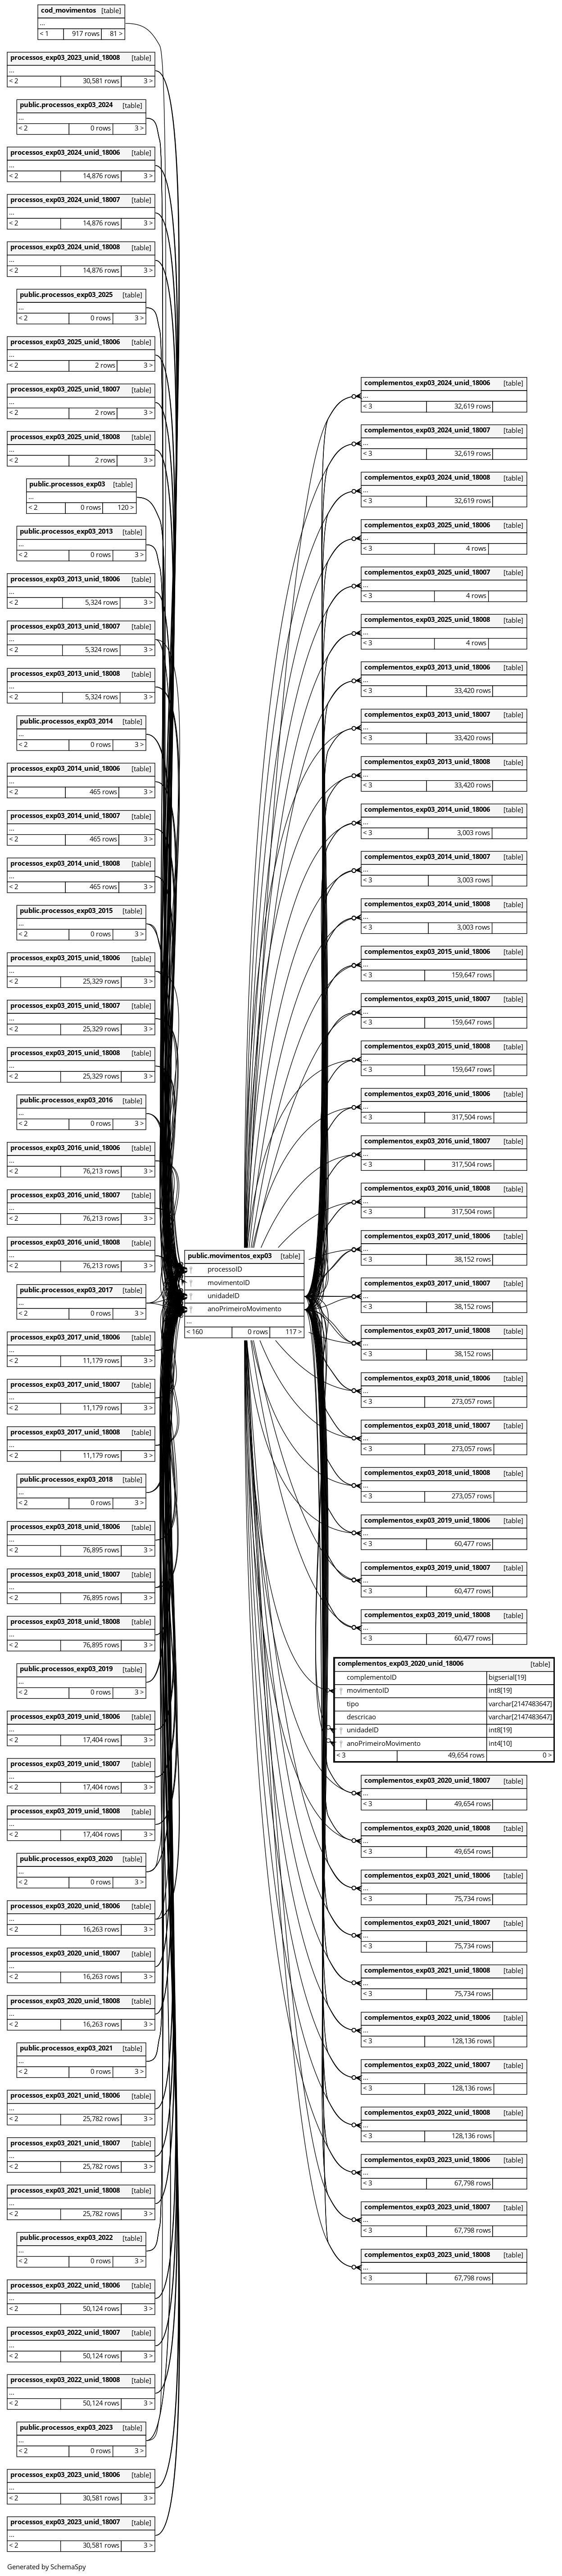 cod_movimentos [table]
...
< 1 917 rows 81 >
processos_exp03_2023_unid_18008 [table]
...
< 2 30,581 rows 3 >
public.processos_exp03_2024 [table]
...
< 2 0 rows 3 >
processos_exp03_2024_unid_18006 [table]
...
< 2 14,876 rows 3 >
processos_exp03_2024_unid_18007 [table]
...
< 2 14,876 rows 3 >
processos_exp03_2024_unid_18008 [table]
...
< 2 14,876 rows 3 >
public.processos_exp03_2025 [table]
...
< 2 0 rows 3 >
processos_exp03_2025_unid_18006 [table]
...
< 2 2 rows 3 >
processos_exp03_2025_unid_18007 [table]
...
< 2 2 rows 3 >
processos_exp03_2025_unid_18008 [table]
...
< 2 2 rows 3 >
public.processos_exp03 [table]
...
< 2 0 rows 120 >
public.processos_exp03_2013 [table]
...
< 2 0 rows 3 >
processos_exp03_2013_unid_18006 [table]
...
< 2 5,324 rows 3 >
processos_exp03_2013_unid_18007 [table]
...
< 2 5,324 rows 3 >
processos_exp03_2013_unid_18008 [table]
...
< 2 5,324 rows 3 >
public.processos_exp03_2014 [table]
...
< 2 0 rows 3 >
processos_exp03_2014_unid_18006 [table]
...
< 2 465 rows 3 >
processos_exp03_2014_unid_18007 [table]
...
< 2 465 rows 3 >
processos_exp03_2014_unid_18008 [table]
...
< 2 465 rows 3 >
public.processos_exp03_2015 [table]
...
< 2 0 rows 3 >
processos_exp03_2015_unid_18006 [table]
...
< 2 25,329 rows 3 >
processos_exp03_2015_unid_18007 [table]
...
< 2 25,329 rows 3 >
processos_exp03_2015_unid_18008 [table]
...
< 2 25,329 rows 3 >
public.processos_exp03_2016 [table]
...
< 2 0 rows 3 >
processos_exp03_2016_unid_18006 [table]
...
< 2 76,213 rows 3 >
processos_exp03_2016_unid_18007 [table]
...
< 2 76,213 rows 3 >
processos_exp03_2016_unid_18008 [table]
...
< 2 76,213 rows 3 >
public.processos_exp03_2017 [table]
...
< 2 0 rows 3 >
processos_exp03_2017_unid_18006 [table]
...
< 2 11,179 rows 3 >
processos_exp03_2017_unid_18007 [table]
...
< 2 11,179 rows 3 >
processos_exp03_2017_unid_18008 [table]
...
< 2 11,179 rows 3 >
public.processos_exp03_2018 [table]
...
< 2 0 rows 3 >
processos_exp03_2018_unid_18006 [table]
...
< 2 76,895 rows 3 >
processos_exp03_2018_unid_18007 [table]
...
< 2 76,895 rows 3 >
processos_exp03_2018_unid_18008 [table]
...
< 2 76,895 rows 3 >
public.processos_exp03_2019 [table]
...
< 2 0 rows 3 >
processos_exp03_2019_unid_18006 [table]
...
< 2 17,404 rows 3 >
processos_exp03_2019_unid_18007 [table]
...
< 2 17,404 rows 3 >
processos_exp03_2019_unid_18008 [table]
...
< 2 17,404 rows 3 >
public.processos_exp03_2020 [table]
...
< 2 0 rows 3 >
processos_exp03_2020_unid_18006 [table]
...
< 2 16,263 rows 3 >
processos_exp03_2020_unid_18007 [table]
...
< 2 16,263 rows 3 >
processos_exp03_2020_unid_18008 [table]
...
< 2 16,263 rows 3 >
public.processos_exp03_2021 [table]
...
< 2 0 rows 3 >
processos_exp03_2021_unid_18006 [table]
...
< 2 25,782 rows 3 >
processos_exp03_2021_unid_18007 [table]
...
< 2 25,782 rows 3 >
processos_exp03_2021_unid_18008 [table]
...
< 2 25,782 rows 3 >
public.processos_exp03_2022 [table]
...
< 2 0 rows 3 >
processos_exp03_2022_unid_18006 [table]
...
< 2 50,124 rows 3 >
processos_exp03_2022_unid_18007 [table]
...
< 2 50,124 rows 3 >
processos_exp03_2022_unid_18008 [table]
...
< 2 50,124 rows 3 >
public.processos_exp03_2023 [table]
...
< 2 0 rows 3 >
processos_exp03_2023_unid_18006 [table]
...
< 2 30,581 rows 3 >
processos_exp03_2023_unid_18007 [table]
...
< 2 30,581 rows 3 >
public.movimentos_exp03 [table]
processoID
movimentoID
unidadeID
anoPrimeiroMovimento
...
< 160 0 rows 117 >
complementos_exp03_2024_unid_18006 [table]
...
< 3 32,619 rows
complementos_exp03_2024_unid_18007 [table]
...
< 3 32,619 rows
complementos_exp03_2024_unid_18008 [table]
...
< 3 32,619 rows
complementos_exp03_2025_unid_18006 [table]
...
< 3 4 rows
complementos_exp03_2025_unid_18007 [table]
...
< 3 4 rows
complementos_exp03_2025_unid_18008 [table]
...
< 3 4 rows
complementos_exp03_2013_unid_18006 [table]
...
< 3 33,420 rows
complementos_exp03_2013_unid_18007 [table]
...
< 3 33,420 rows
complementos_exp03_2013_unid_18008 [table]
...
< 3 33,420 rows
complementos_exp03_2014_unid_18006 [table]
...
< 3 3,003 rows
complementos_exp03_2014_unid_18007 [table]
...
< 3 3,003 rows
complementos_exp03_2014_unid_18008 [table]
...
< 3 3,003 rows
complementos_exp03_2015_unid_18006 [table]
...
< 3 159,647 rows
complementos_exp03_2015_unid_18007 [table]
...
< 3 159,647 rows
complementos_exp03_2015_unid_18008 [table]
...
< 3 159,647 rows
complementos_exp03_2016_unid_18006 [table]
...
< 3 317,504 rows
complementos_exp03_2016_unid_18007 [table]
...
< 3 317,504 rows
complementos_exp03_2016_unid_18008 [table]
...
< 3 317,504 rows
complementos_exp03_2017_unid_18006 [table]
...
< 3 38,152 rows
complementos_exp03_2017_unid_18007 [table]
...
< 3 38,152 rows
complementos_exp03_2017_unid_18008 [table]
...
< 3 38,152 rows
complementos_exp03_2018_unid_18006 [table]
...
< 3 273,057 rows
complementos_exp03_2018_unid_18007 [table]
...
< 3 273,057 rows
complementos_exp03_2018_unid_18008 [table]
...
< 3 273,057 rows
complementos_exp03_2019_unid_18006 [table]
...
< 3 60,477 rows
complementos_exp03_2019_unid_18007 [table]
...
< 3 60,477 rows
complementos_exp03_2019_unid_18008 [table]
...
< 3 60,477 rows
complementos_exp03_2020_unid_18006 [table]
complementoID bigserial[19]
movimentoID int8[19]
tipo varchar[2147483647]
descricao varchar[2147483647]
unidadeID int8[19]
anoPrimeiroMovimento int4[10]
< 3 49,654 rows 0 >
complementos_exp03_2020_unid_18007 [table]
...
< 3 49,654 rows
complementos_exp03_2020_unid_18008 [table]
...
< 3 49,654 rows
complementos_exp03_2021_unid_18006 [table]
...
< 3 75,734 rows
complementos_exp03_2021_unid_18007 [table]
...
< 3 75,734 rows
complementos_exp03_2021_unid_18008 [table]
...
< 3 75,734 rows
complementos_exp03_2022_unid_18006 [table]
...
< 3 128,136 rows
complementos_exp03_2022_unid_18007 [table]
...
< 3 128,136 rows
complementos_exp03_2022_unid_18008 [table]
...
< 3 128,136 rows
complementos_exp03_2023_unid_18006 [table]
...
< 3 67,798 rows
complementos_exp03_2023_unid_18007 [table]
...
< 3 67,798 rows
complementos_exp03_2023_unid_18008 [table]
...
< 3 67,798 rows
Generated by SchemaSpy